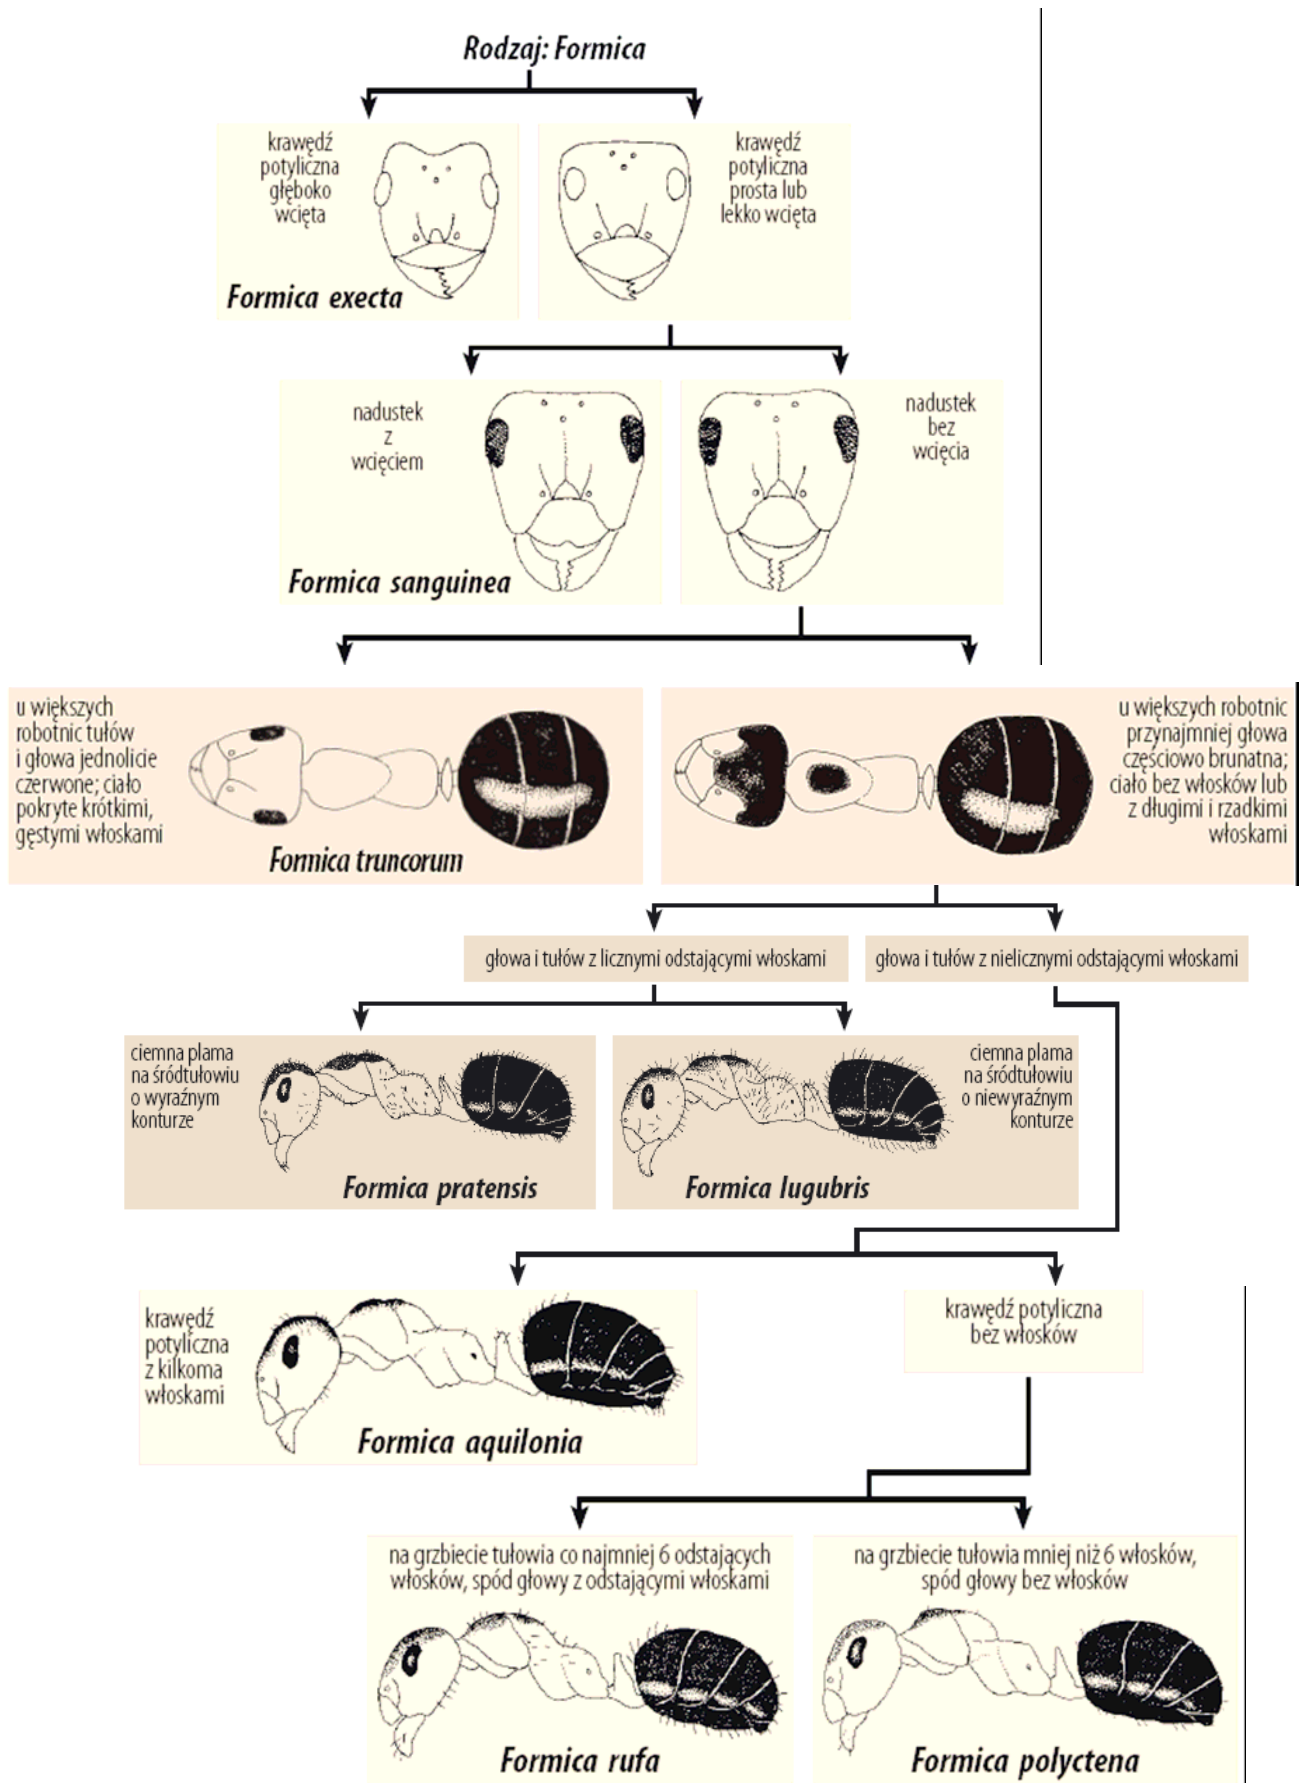 Rodzaj: Formica
krawędź
potyliczna
głęboko
wcięta
Formica execta
krawędź
potyliczna
prosta lub
lekko wcięta
nadustek
z
wcięciem
Formica sanguinea
nadustek
bez
wcięcia
u większych
robotnic tułów
i głowa jednolicie
czerwone; ciało
pokryte krótkimi,
gęstymi włoskami
Formica truncorum
u większych robotnic
przynajmniej głowa
częściowo brunatna;
ciało bez włosków lub
z długimi i rzadkimi
włoskami
głowa i tułów z licznymi odstającymi włoskami
głowa i tułów z nielicznymi odstającymi włoskami
ciemna plama
na śródtułowiu
o wyraźnym
konturze
Formica pratensis
ciemna plama
na śródtułowiu
o niewyraźnym
konturze
Formica lugubris
krawędź
potyliczna
z kilkoma
włoskami
Formica aquilonia
krawędź potyliczna
bez włosków
na grzbiecie tułowia co najmniej 6 odstających
włosków, spód głowy z odstającymi włoskami
Formica rufa
na grzbiecie tułowia mniej niż 6 włosków,
spód głowy bez włosków
Formica polyctena